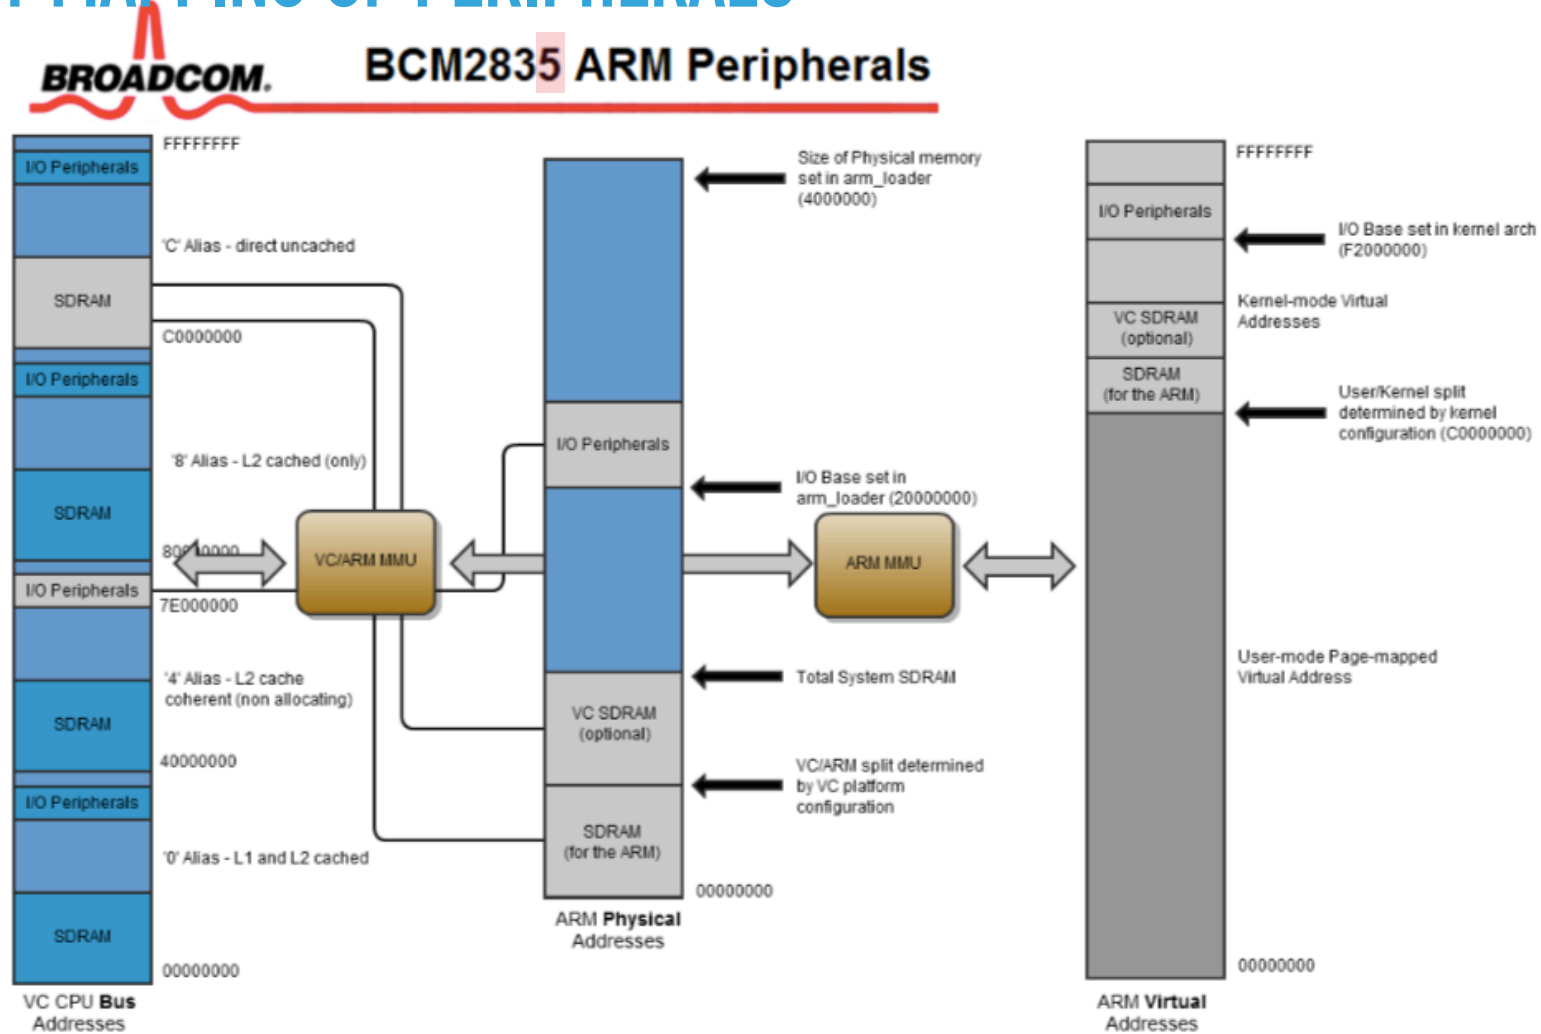 MAPPING OF PERIPHERALS
BROADCOM.
BCM2835 ARM Peripherals
FFFFFFFF
I/O Peripherals
'C' Alias - direct uncached
SDRAM
C0000000
I/O Peripherals
'8' Alias - L2 cached (only)
SDRAM
80000000
I/O Peripherals
7E000000
'4' Alias - L2 cache
coherent (non allocating)
SDRAM
40000000
I/O Peripherals
'0' Alias - L1 and L2 cached
SDRAM
00000000
VC CPU Bus
Addresses
VC/ARM MMU
Size of Physical memory
set in arm_loader
(4000000)
I/O Peripherals
I/O Base set in
arm_loader (20000000)
Total System SDRAM
VC SDRAM
(optional)
VC/ARM split determined
by VC platform
configuration
SDRAM
(for the ARM)
00000000
ARM Physical
Addresses
ARM MMU
FFFFFFFF
I/O Peripherals
I/O Base set in kernel arch
(F2000000)
Kernel-mode Virtual
Addresses
VC SDRAM
(optional)
SDRAM
(for the ARM)
User/Kernel split
determined by kernel
configuration (C0000000)
User-mode Page-mapped
Virtual Address
00000000
ARM Virtual
Addresses